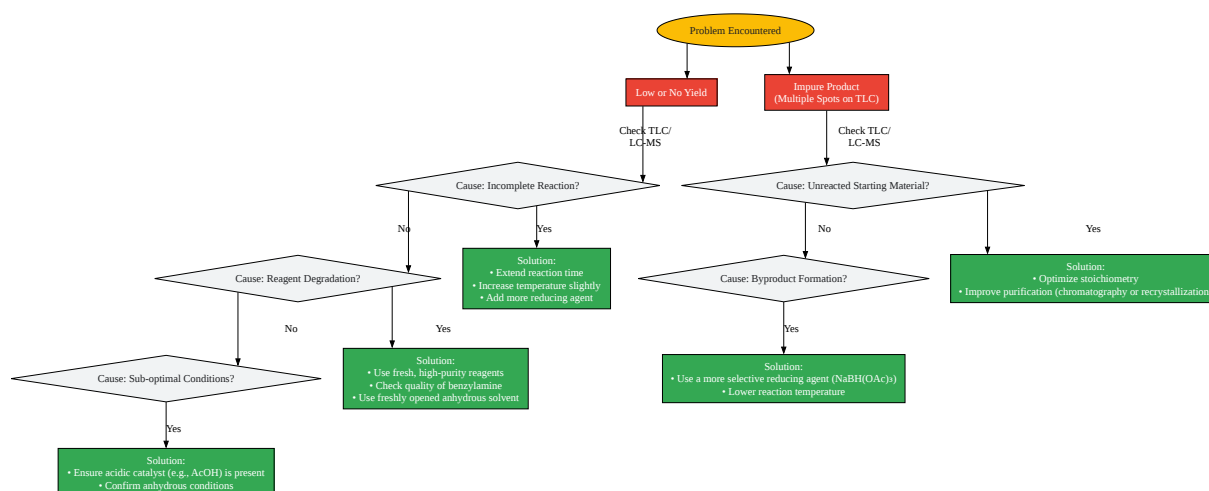 Problem Encountered
Low or No Yield
Impure Product
(Multiple Spots on TLC)
Check TLC/
LC-MS
Check TLC/
LC-MS
Cause: Incomplete Reaction?
Cause: Unreacted Starting Material?
No
Yes
No
Yes
Solution:
• Extend reaction time
• Increase temperature slightly
• Add more reducing agent
Solution:
• Optimize stoichiometry
• Improve purification (chromatography or recrystallization
Cause: Reagent Degradation?
Cause: Byproduct Formation?
No
Yes
Yes
Solution:
• Use fresh, high-purity reagents
• Check quality of benzylamine
• Use freshly opened anhydrous solvent
Solution:
• Use a more selective reducing agent (NaBH(OAc)₃)
• Lower reaction temperature
Cause: Sub-optimal Conditions?
Yes
Solution:
• Ensure acidic catalyst (e.g., AcOH) is present
• Confirm anhydrous conditions